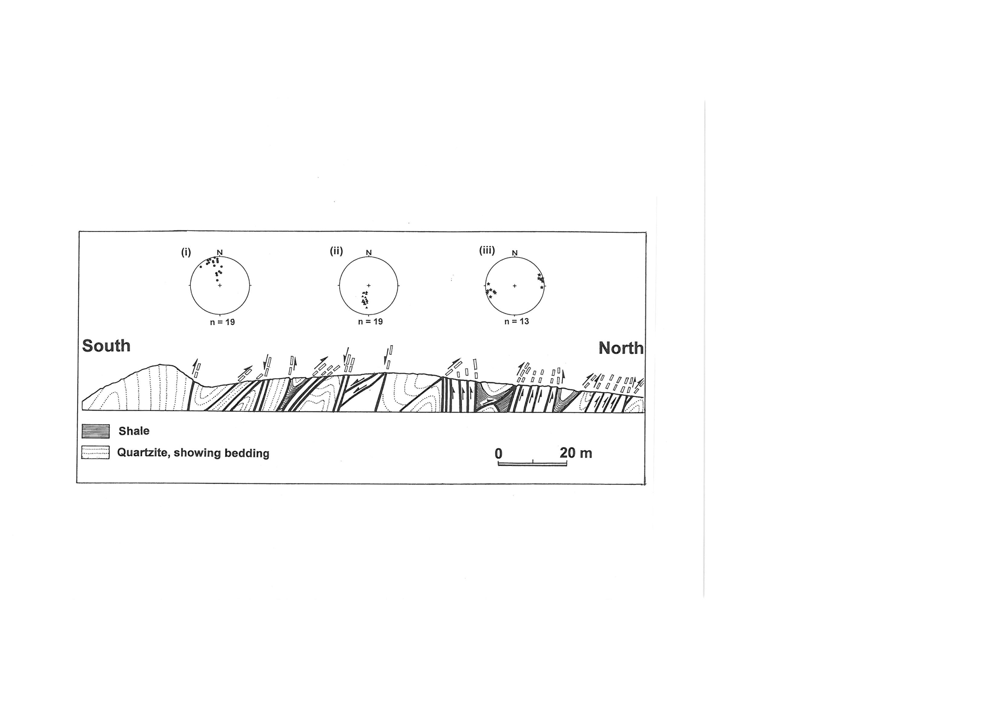 (i)
N
n = 19
(ii)
N
n = 19
(iii)
N
n = 13
South
North
Shale
Quartzite, showing bedding
0
20 m